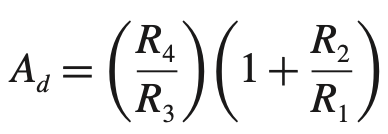 A_d = (R_4/R_3)(1 + R_2/R_1)